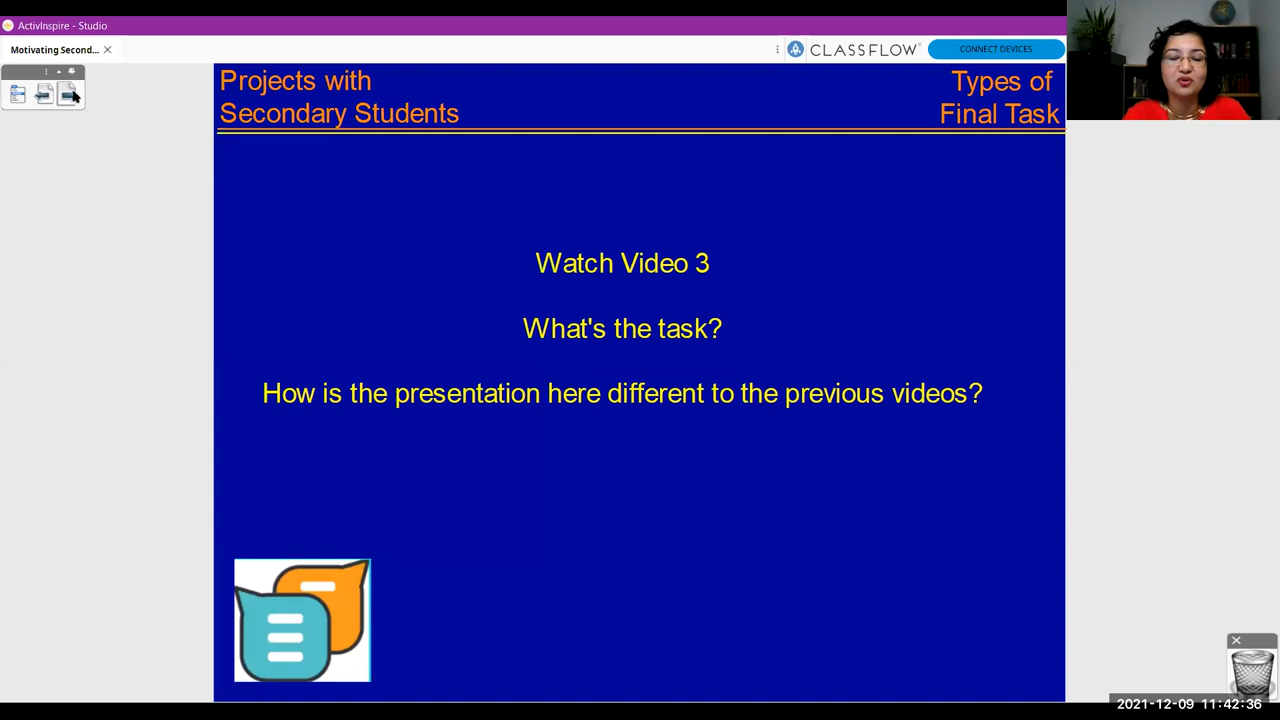 ActivInspire - Studio
Motivating Second...
CLASSFLOW
CONNECT DEVICES
Projects with
Secondary Students
Types of
Final Task
Watch Video 3
What's the task?
How is the presentation here different to the previous videos?
2021-12-09 11:42:36